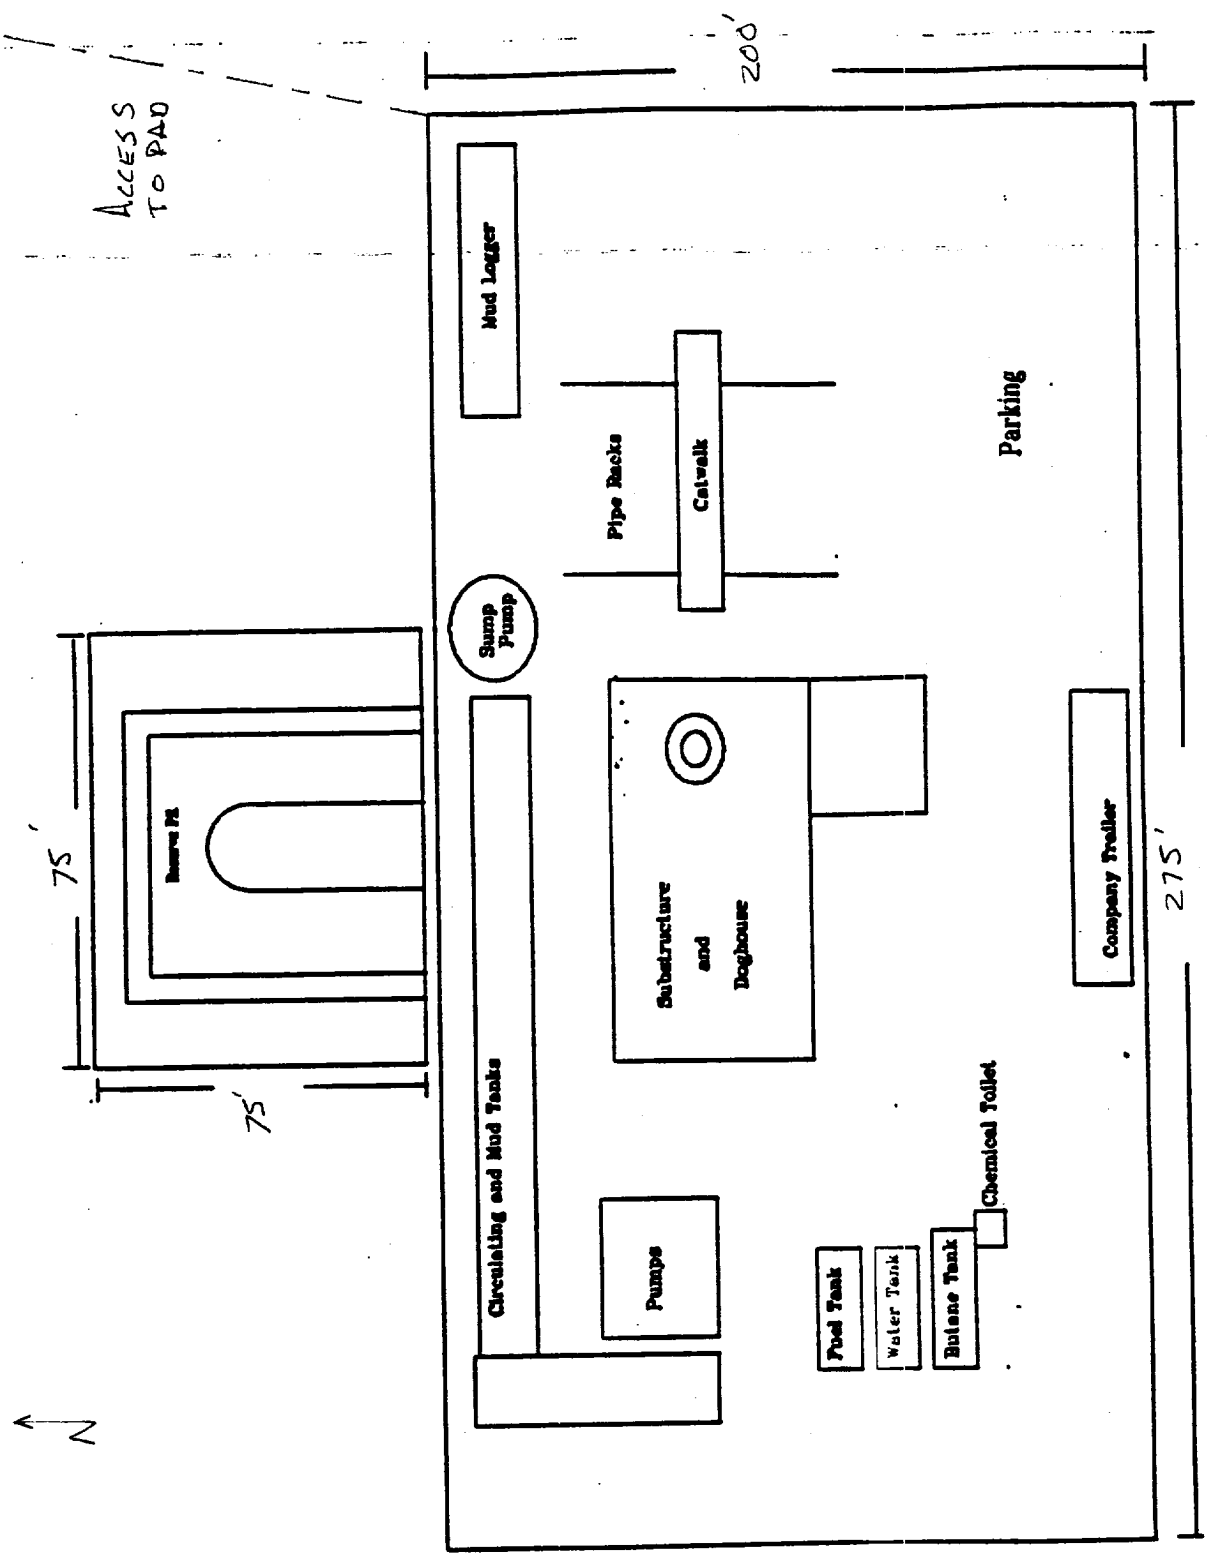 ACCESS
TO PAD
200'
Mud Logger
Pipe Racks
Catwalk
Parking
Sump
Pump
75'
Reserve Pit
75'
Circulating and Mud Tanks
Substructure
and
Doghouse
Company Trailer
275'
Pumps
Fuel Tank
Water Tank
Butane Tank
Chemical Toilet
N